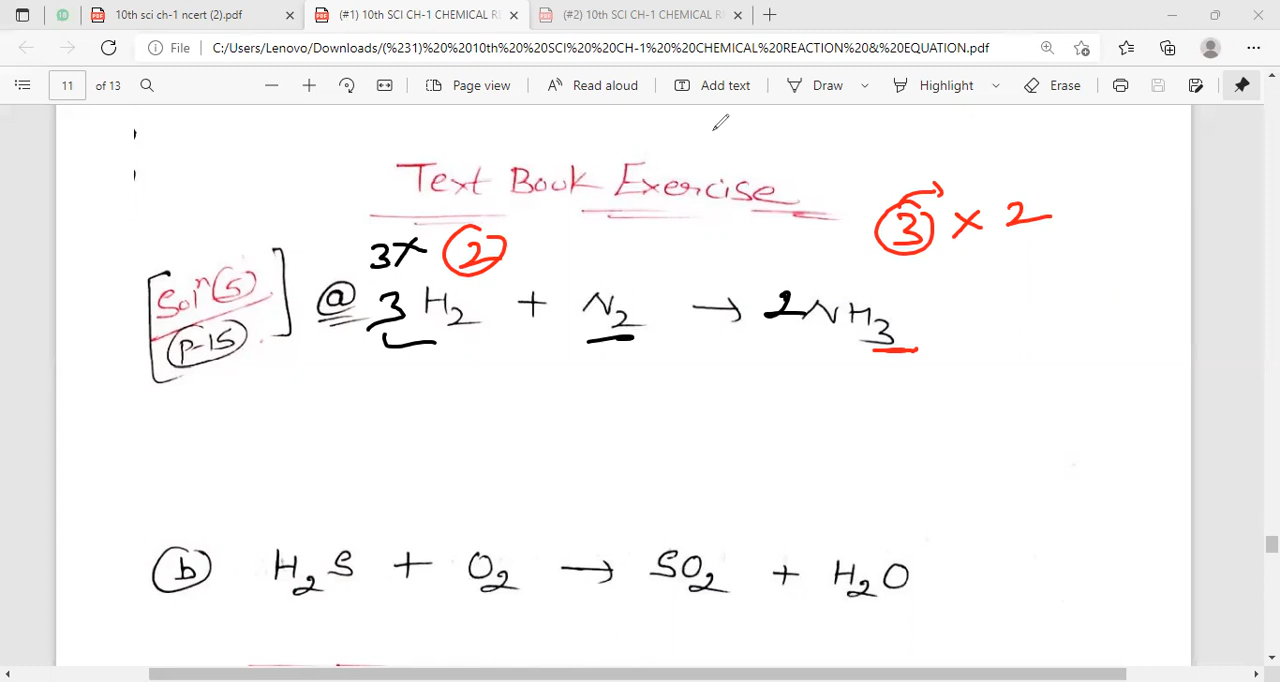 10th sci ch-1 ncert (2).pdf
(#1) 10th SCI CH-1 CHEMICAL RE
(#2) 10th SCI CH-1 CHEMICAL R
File C:/Users/Lenovo/Downloads/(%231)%20%2010th%20%20SCI%20%20CH-1%20%20CHEMICAL%20REACTION%20&%20EQUATION.pdf
11 of 13 Page view Read aloud Add text Draw Highlight Erase
Text Book Exercise
3 × 2
3× 2
Solⁿ(5) @ 3 H₂ + N₂ → 2NH₃
P-15
b H₂S + O₂ → SO₂ + H₂O